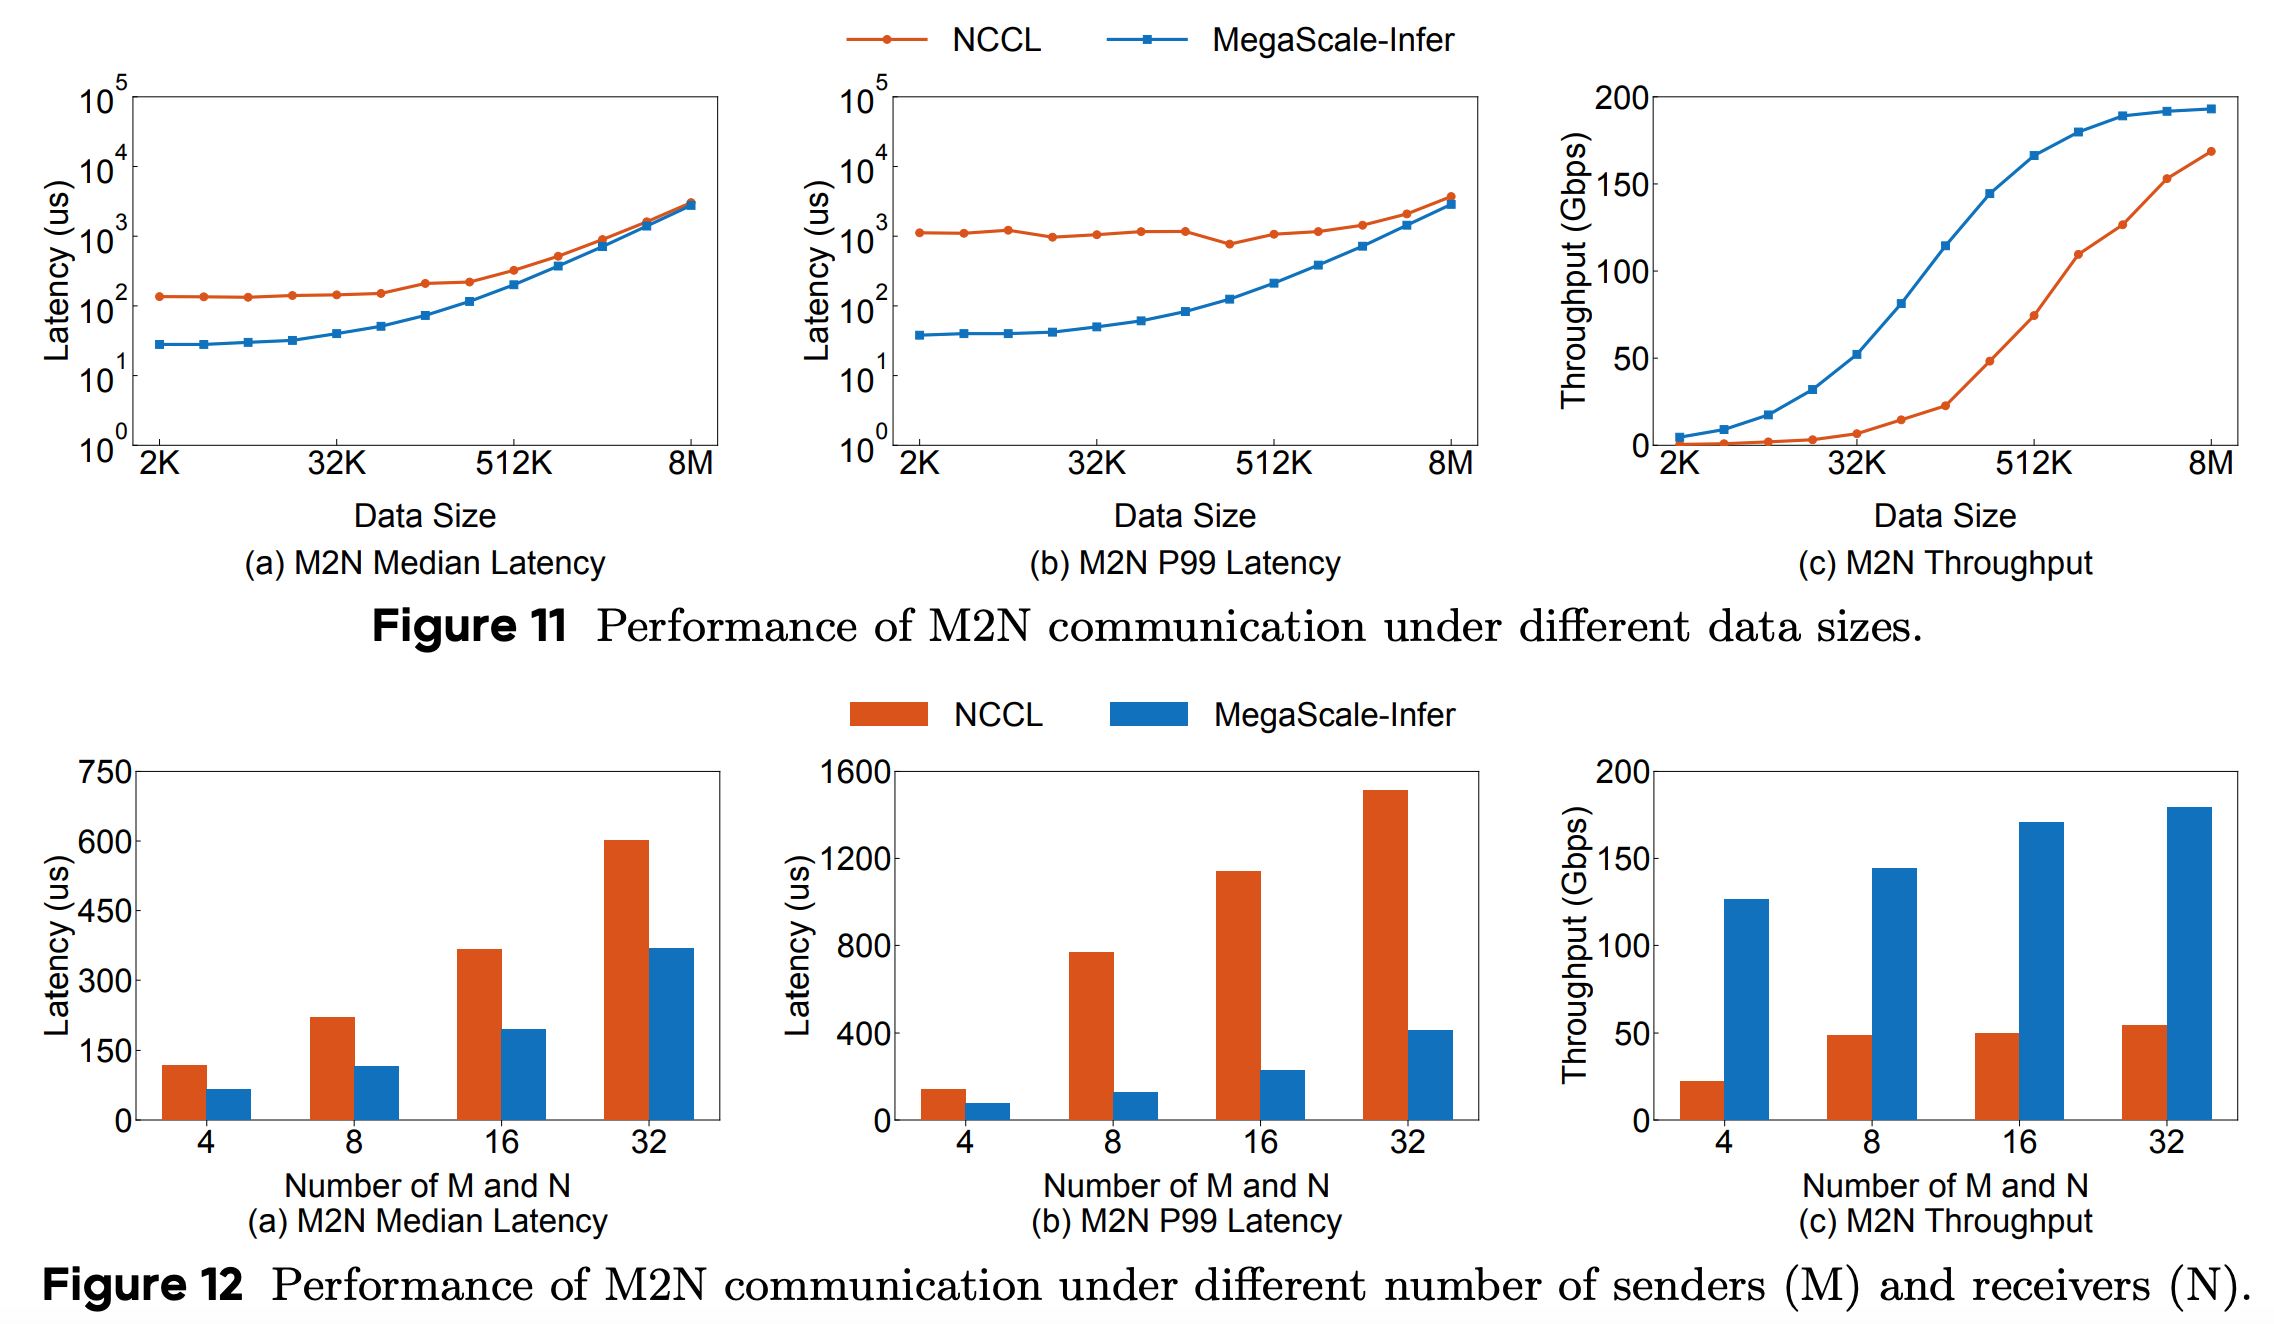 NCCL MegaScale-Infer
10^5
10^4
10^3
10^2
10^1
10^0
Latency (us)
2K 32K 512K 8M
Data Size
(a) M2N Median Latency
10^5
10^4
10^3
10^2
10^1
10^0
Latency (us)
2K 32K 512K 8M
Data Size
(b) M2N P99 Latency
200
150
100
50
0
Throughput (Gbps)
2K 32K 512K 8M
Data Size
(c) M2N Throughput
Figure 11 Performance of M2N communication under different data sizes.
NCCL MegaScale-Infer
750
600
450
300
150
0
Latency (us)
4 8 16 32
Number of M and N
(a) M2N Median Latency
1600
1200
800
400
0
Latency (us)
4 8 16 32
Number of M and N
(b) M2N P99 Latency
200
150
100
50
0
Throughput (Gbps)
4 8 16 32
Number of M and N
(c) M2N Throughput
Figure 12 Performance of M2N communication under different number of senders (M) and receivers (N).